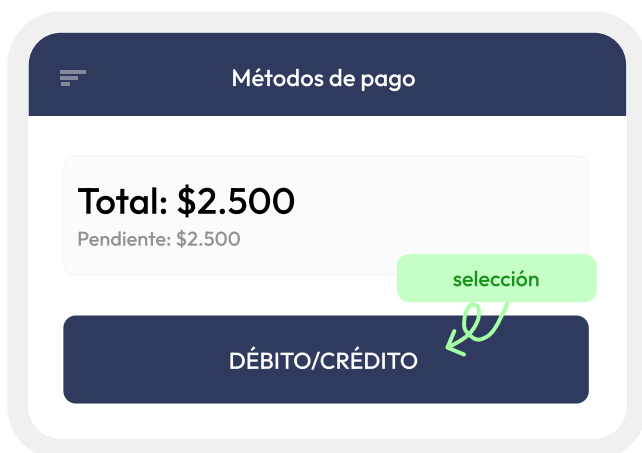 Métodos de pago
Total: $2.500
Pendiente: $2.500
selección
DÉBITO/CRÉDITO